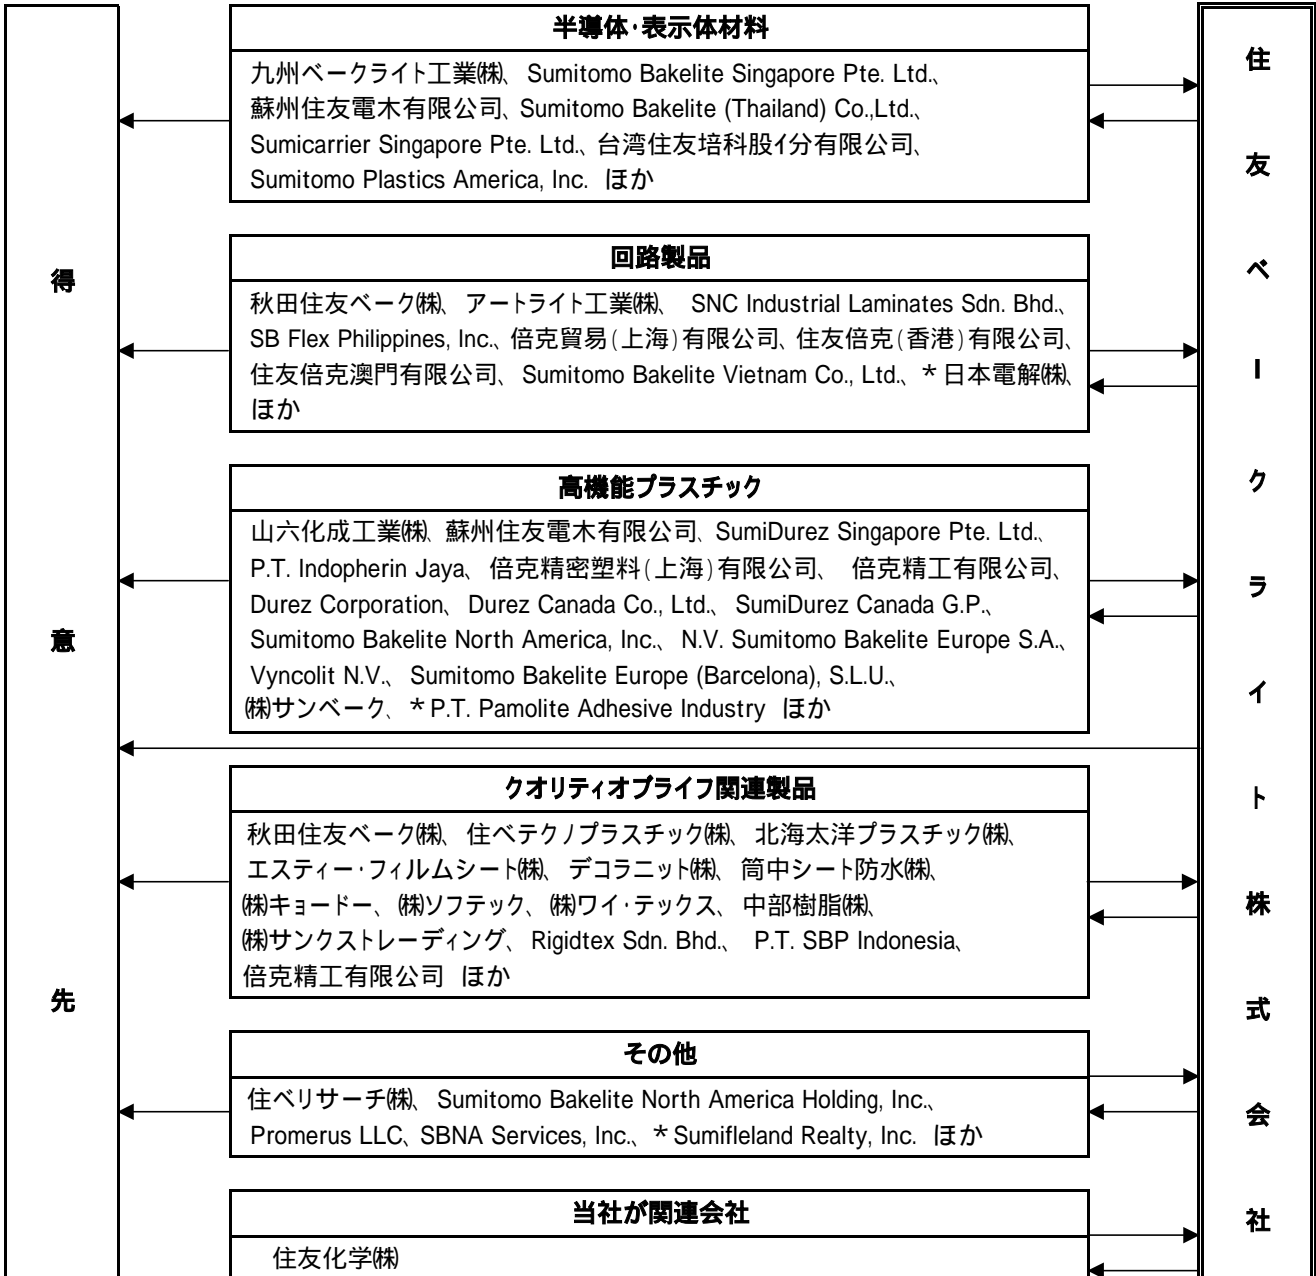 得意先
半導体・表示体材料
九州ベークライト工業㈱、Sumitomo Bakelite Singapore Pte. Ltd.、
蘇州住友電木有限公司、Sumitomo Bakelite (Thailand) Co.,Ltd.、
Sumicarrier Singapore Pte. Ltd.、台湾住友培科股イ分有限公司、
Sumitomo Plastics America, Inc. ほか
回路製品
秋田住友ベーク㈱、アートライト工業㈱、SNC Industrial Laminates Sdn. Bhd.、
SB Flex Philippines, Inc.、倍克貿易(上海)有限公司、住友倍克(香港)有限公司、
住友倍克澳門有限公司、Sumitomo Bakelite Vietnam Co., Ltd.、*日本電解㈱、
ほか
高機能プラスチック
山六化成工業㈱、蘇州住友電木有限公司、SumiDurez Singapore Pte. Ltd.、
P.T. Indopherin Jaya、倍克精密塑料(上海)有限公司、倍克精工有限公司、
Durez Corporation、Durez Canada Co., Ltd.、SumiDurez Canada G.P.、
Sumitomo Bakelite North America, Inc.、N.V. Sumitomo Bakelite Europe S.A.、
Vyncolit N.V.、Sumitomo Bakelite Europe (Barcelona), S.L.U.、
㈱サンベーク、*P.T. Pamolite Adhesive Industry ほか
クオリティオブライフ関連製品
秋田住友ベーク㈱、住ベテクノプラスチック㈱、北海太洋プラスチック㈱、
エスティー・フィルムシート㈱、デコラニット㈱、筒中シート防水㈱、
㈱キョードー、㈱ソフテック、㈱ワイ・テックス、中部樹脂㈱、
㈱サンクストレーディング、Rigidtex Sdn. Bhd.、P.T. SBP Indonesia、
倍克精工有限公司 ほか
その他
住ベリサーチ㈱、Sumitomo Bakelite North America Holding, Inc.、
Promerus LLC、SBNA Services, Inc.、*Sumifleland Realty, Inc. ほか
当社が関連会社
住友化学㈱
住友ベークライト株式会社